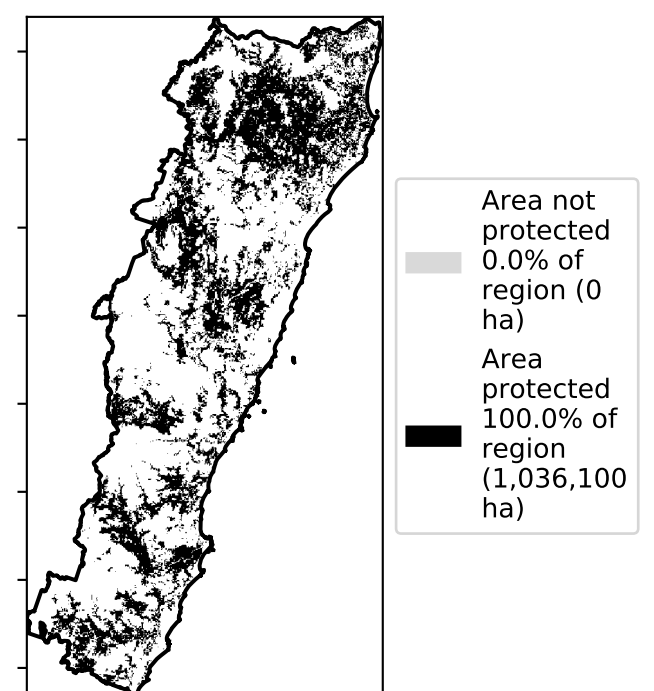 Area not
protected
0.0% of
region (0
ha)
Area
protected
100.0% of
region
(1,036,100
ha)